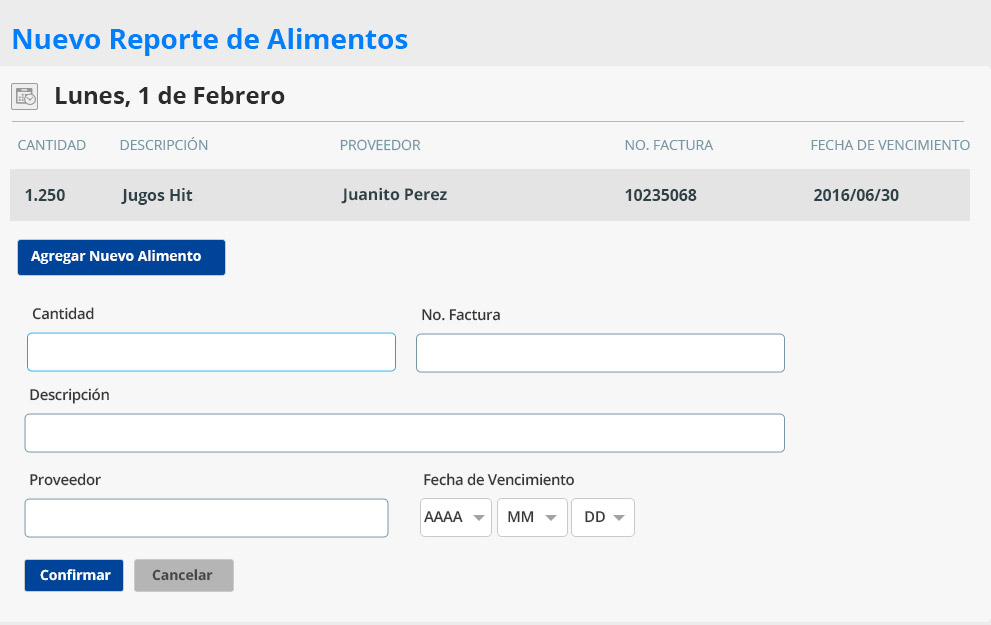 Nuevo Reporte de Alimentos
Lunes, 1 de Febrero
CANTIDAD DESCRIPCIÓN PROVEEDOR NO. FACTURA FECHA DE VENCIMIENTO
1.250 Jugos Hit Juanito Perez 10235068 2016/06/30
Agregar Nuevo Alimento
Cantidad No. Factura
Descripción
Proveedor Fecha de Vencimiento
AAAA MM DD
Confirmar Cancelar